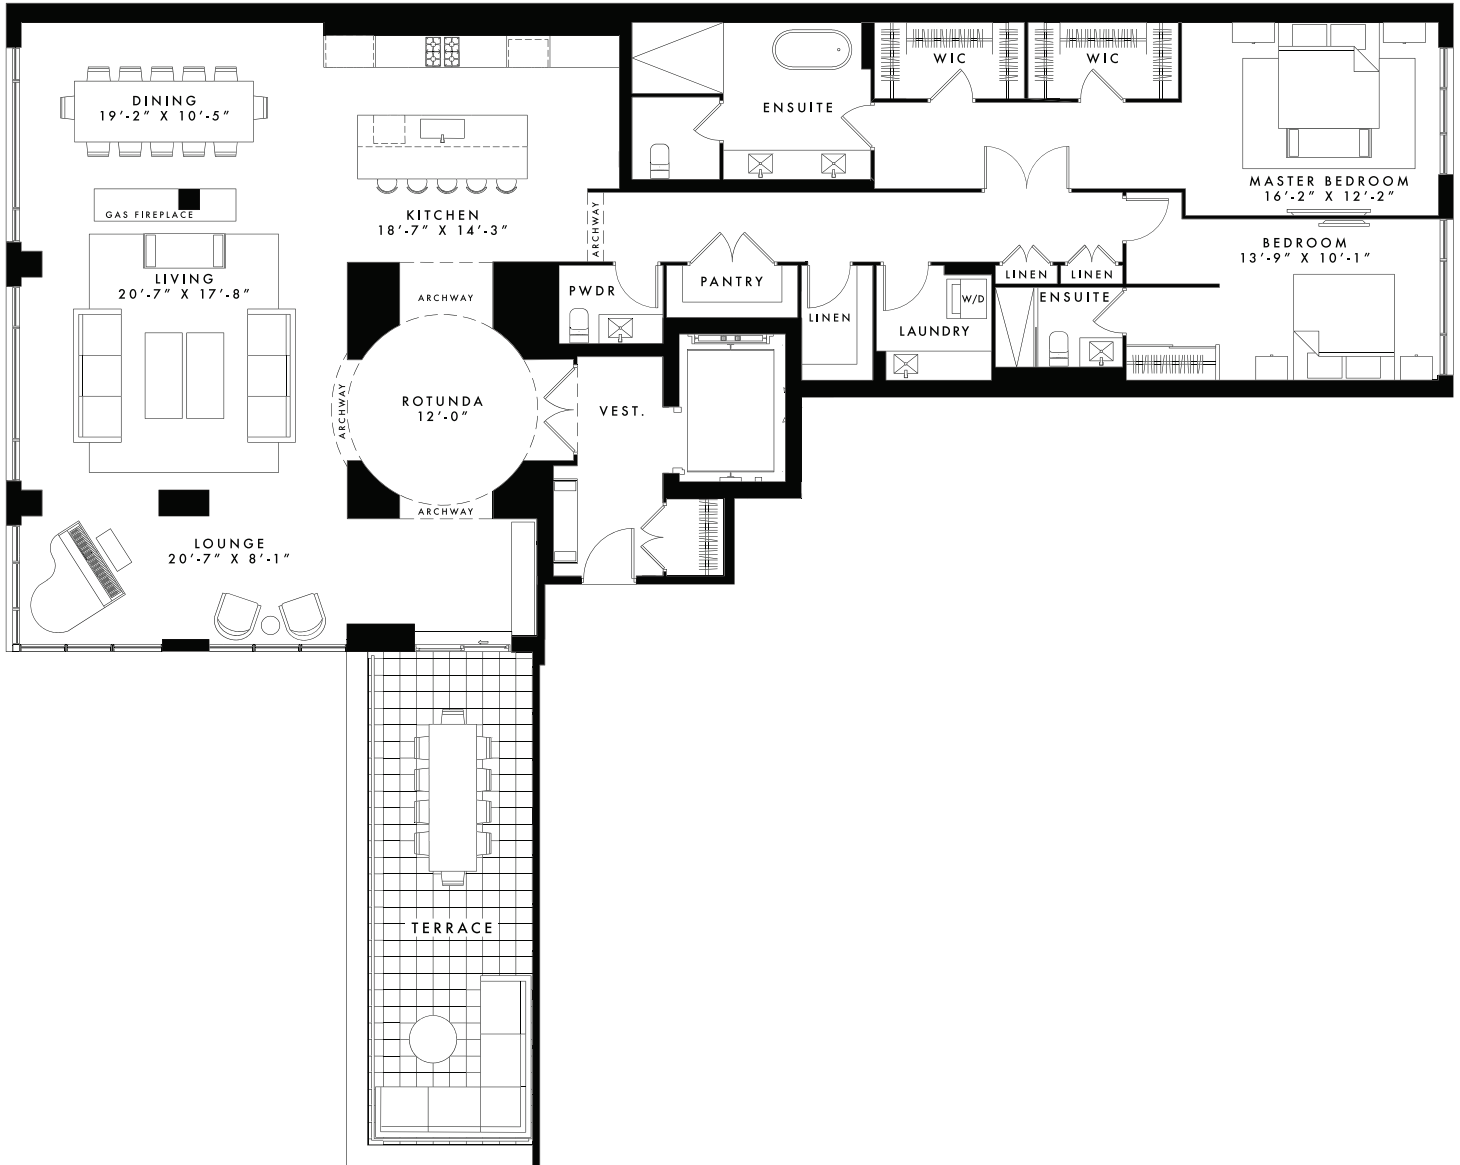 DINING
19'-2" X 10'-5"
GAS FIREPLACE
LIVING
20'-7" X 17'-8"
KITCHEN
18'-7" X 14'-3"
ENSUITE
WIC
WIC
MASTER BEDROOM
16'-2" X 12'-2"
BEDROOM
13'-9" X 10'-1"
ARCHWAY
PWDR
PANTRY
LINEN
LAUNDRY
W/D
LINEN
LINEN
ENSUITE
ARCHWAY
ARCHWAY
ROTUNDA
12'-0"
VEST.
ARCHWAY
LOUNGE
20'-7" X 8'-1"
TERRACE